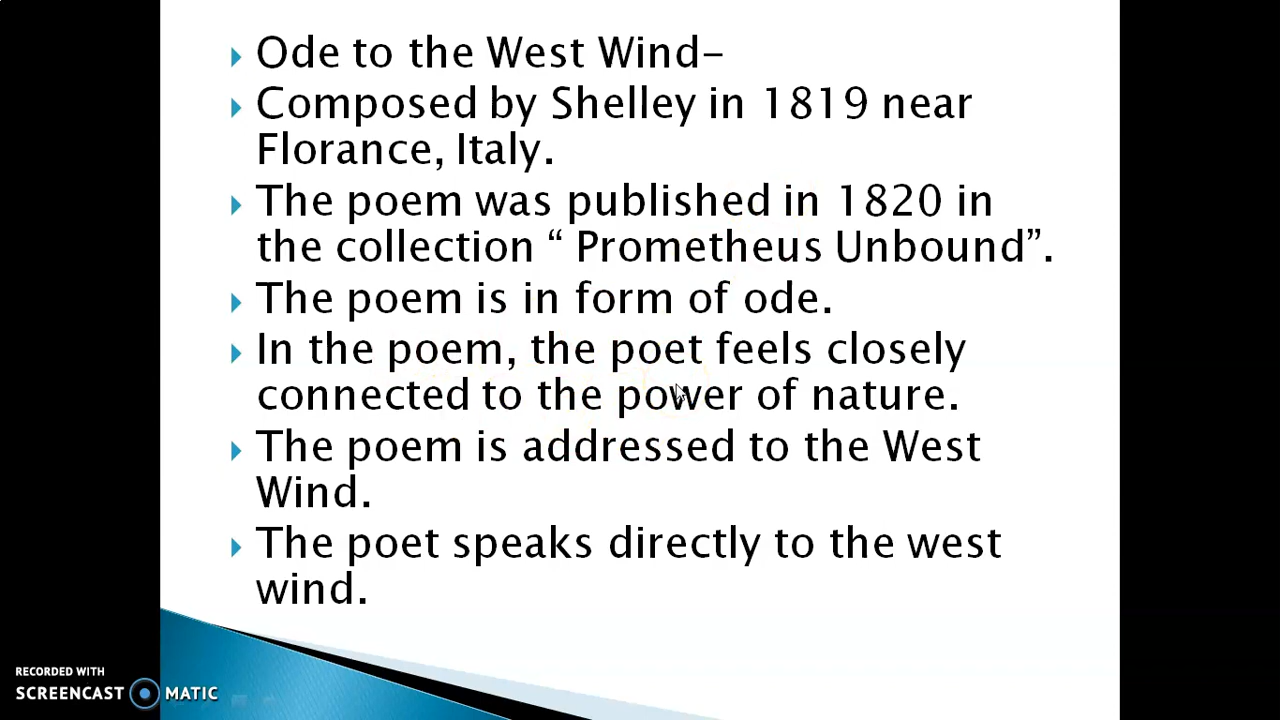 Ode to the West Wind-
Composed by Shelley in 1819 near
Florance, Italy.
The poem was published in 1820 in
the collection “ Prometheus Unbound”.
The poem is in form of ode.
In the poem, the poet feels closely
connected to the power of nature.
The poem is addressed to the West
Wind.
The poet speaks directly to the west
wind.
RECORDED WITH
SCREENCAST MATIC